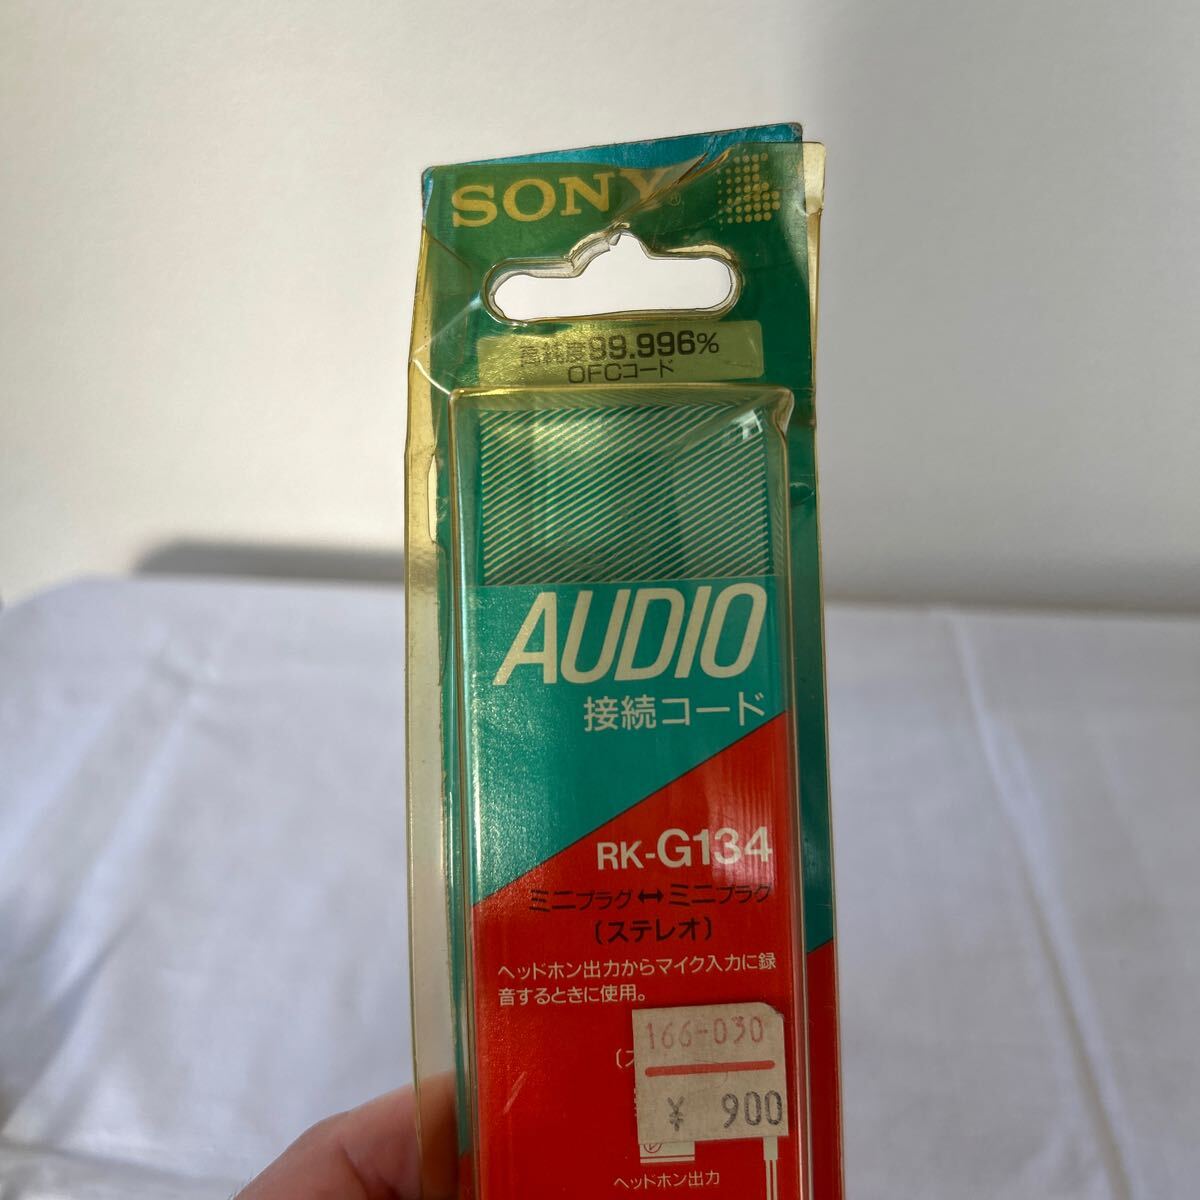 SONY®
高純度99.996%
OFCコード
AUDIO
接続コード
RK-G134
ミニプラグ↔ミニプラグ
(ステレオ)
ヘッドホン出力からマイク入力に録
音するときに使用。
166-030
¥ 900
ヘッドホン出力